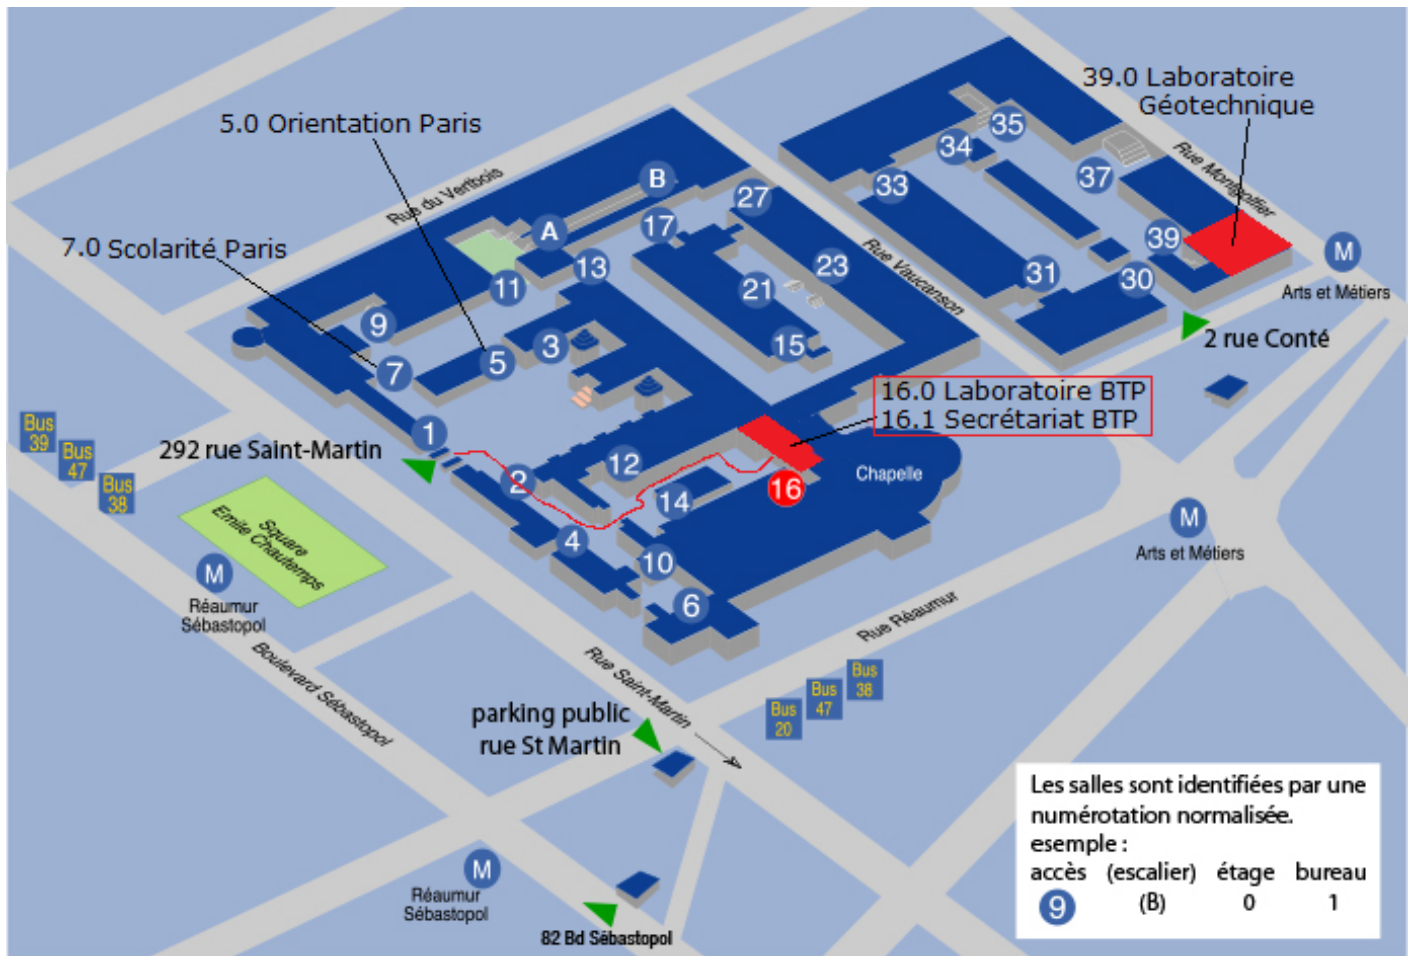 39.0 Laboratoire
Géotechnique
5.0 Orientation Paris
7.0 Scolarité Paris
Rue du Vertbois
Rue Montgolfier
Rue Vaucanson
B
A
27
17
13
11
9
7
5
3
1
23
21
15
33
34
35
37
39
31
30
M
Arts et Métiers
2 rue Conté
16.0 Laboratoire BTP
16.1 Secrétariat BTP
Bus
39
Bus
47
Bus
38
292 rue Saint-Martin
2
12
14
16
4
10
6
Chapelle
M
Arts et Métiers
Square
Emile Chautemps
M
Réaumur
Sébastopol
Boulevard Sébastopol
Rue Saint-Martin
Rue Réaumur
Bus
20
Bus
47
Bus
38
parking public
rue St Martin
M
Réaumur
Sébastopol
82 Bd Sébastopol
Les salles sont identifiées par une
numérotation normalisée.
esemple :
accès (escalier) étage bureau
9 (B) 0 1